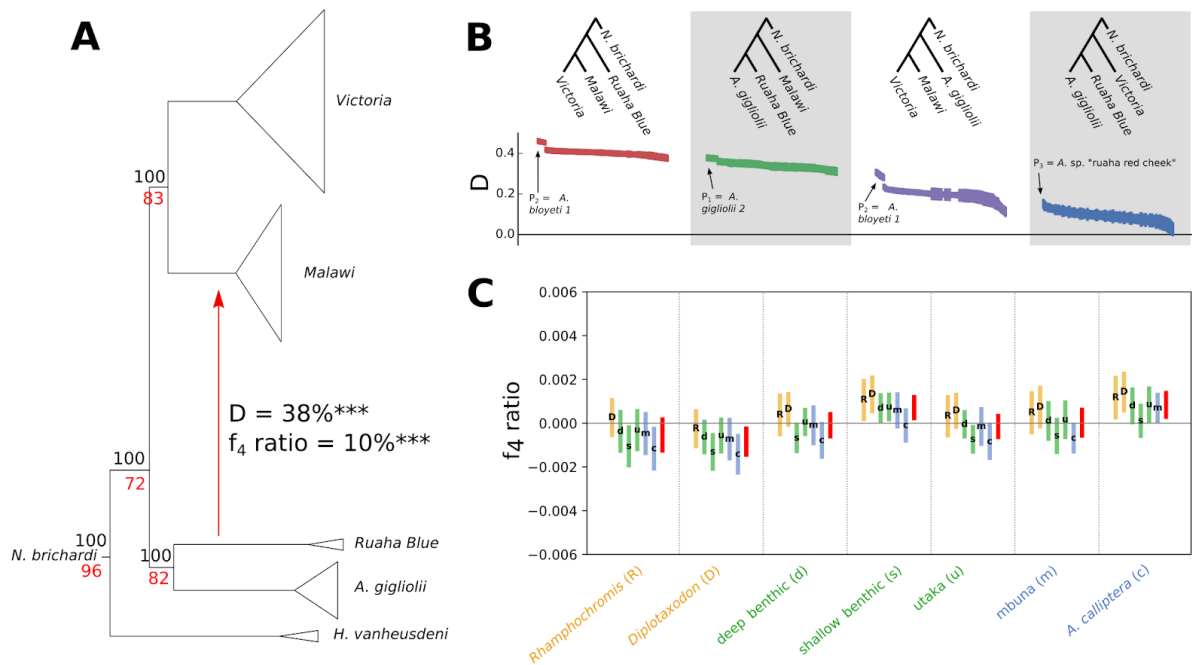 A
Victoria
100
83
Malawi
D = 38%***
f4 ratio = 10%***
100
72
100
N. brichardi
96
100
82
Ruaha Blue
A. gigliolii
H. vanheusdeni
B
N. brichardi
Ruaha Blue
Malawi
Victoria
N. brichardi
Malawi
Ruaha Blue
A. gigliolii
N. brichardi
A. gigliolii
Malawi
Victoria
N. brichardi
Victoria
Ruaha Blue
A. gigliolii
D
0.4
0.2
0.0
P2 = A.
bloyeti 1
P1 = A.
gigliolii 2
P2 = A.
bloyeti 1
P3 = A. sp. "ruaha red cheek"
C
f4 ratio
0.006
0.004
0.002
0.000
−0.002
−0.004
−0.006
D d s u m c
R d s u m c
R D s u m c
R D d u m c
R D d s m c
R D d s u c
R D d s u m
Rhamphochromis (R)
Diplotaxodon (D)
deep benthic (d)
shallow benthic (s)
utaka (u)
mbuna (m)
A. calliptera (c)